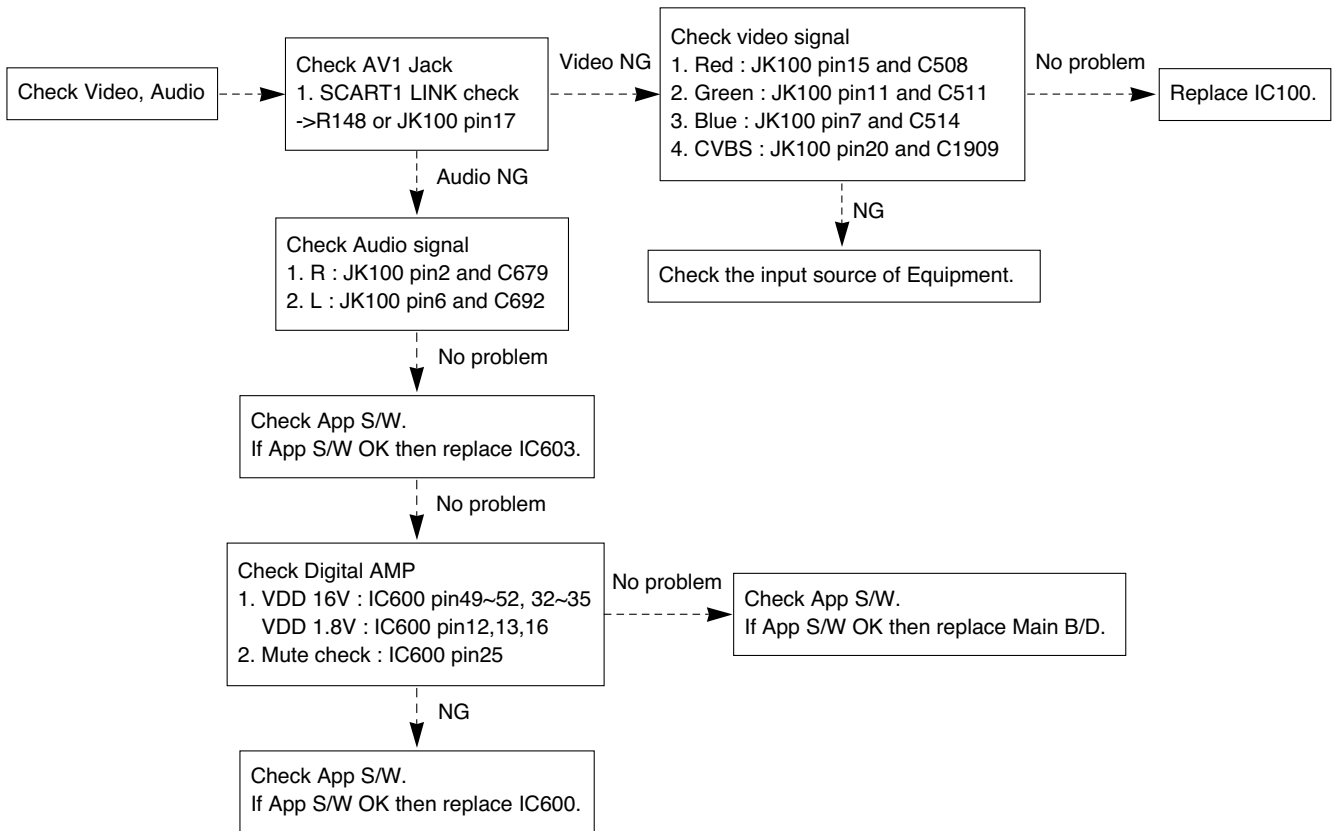 Check Video, Audio
Check AV1 Jack
1. SCART1 LINK check
->R148 or JK100 pin17
Video NG
Check video signal
1. Red : JK100 pin15 and C508
2. Green : JK100 pin11 and C511
3. Blue : JK100 pin7 and C514
4. CVBS : JK100 pin20 and C1909
No problem
Replace IC100.
NG
Check the input source of Equipment.
Audio NG
Check Audio signal
1. R : JK100 pin2 and C679
2. L : JK100 pin6 and C692
No problem
Check App S/W.
If App S/W OK then replace IC603.
No problem
Check Digital AMP
1. VDD 16V : IC600 pin49~52, 32~35
VDD 1.8V : IC600 pin12,13,16
2. Mute check : IC600 pin25
No problem
Check App S/W.
If App S/W OK then replace Main B/D.
NG
Check App S/W.
If App S/W OK then replace IC600.